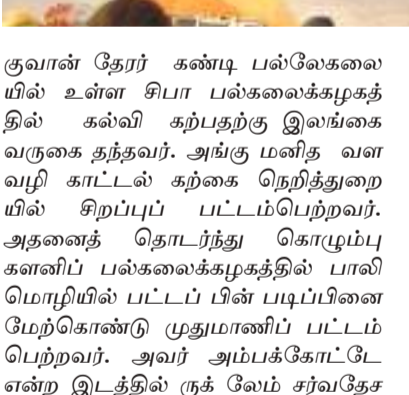 குவான் தேரர் கண்டி பல்லேகலை
யில் உள்ள சிபா பல்கலைக்கழகத்
தில் கல்வி கற்பதற்கு இலங்கை
வருகை தந்தவர். அங்கு மனித வள
வழி காட்டல் கற்கை நெறித்துறை
யில் சிறப்புப் பட்டம்பெற்றவர்.
அதனைத் தொடர்ந்து கொழும்பு
களனிப் பல்கலைக்கழகத்தில் பாலி
மொழியில் பட்டப் பின் படிப்பினை
மேற்கொண்டு முதுமாணிப் பட்டம்
பெற்றவர். அவர் அம்பக்கோட்டே
என்ற இடத்தில் ருக் லேம் சர்வதேச